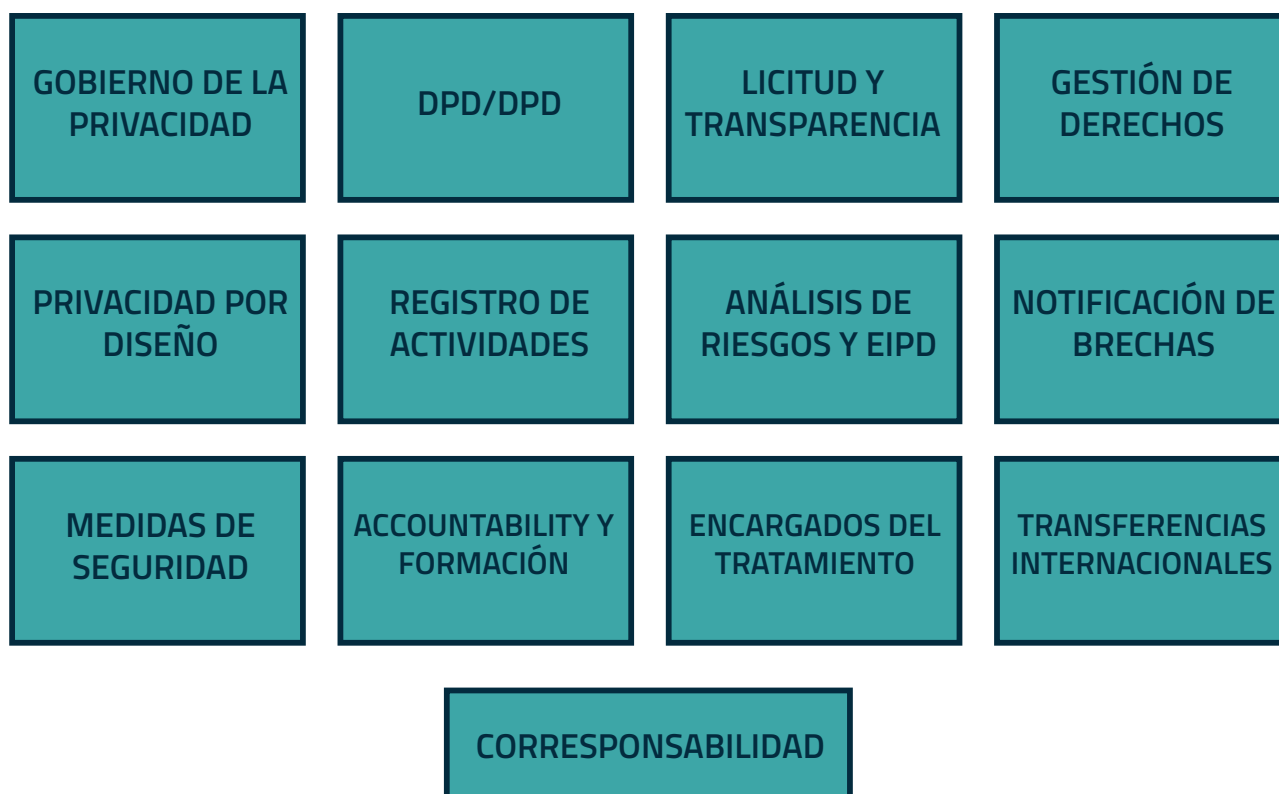 GOBIERNO DE LA
PRIVACIDAD
DPD/DPD
LICITUD Y
TRANSPARENCIA
GESTIÓN DE
DERECHOS
PRIVACIDAD POR
DISEÑO
REGISTRO DE
ACTIVIDADES
ANÁLISIS DE
RIESGOS Y EIPD
NOTIFICACIÓN DE
BRECHAS
MEDIDAS DE
SEGURIDAD
ACCOUNTABILITY Y
FORMACIÓN
ENCARGADOS DEL
TRATAMIENTO
TRANSFERENCIAS
INTERNACIONALES
CORRESPONSABILIDAD